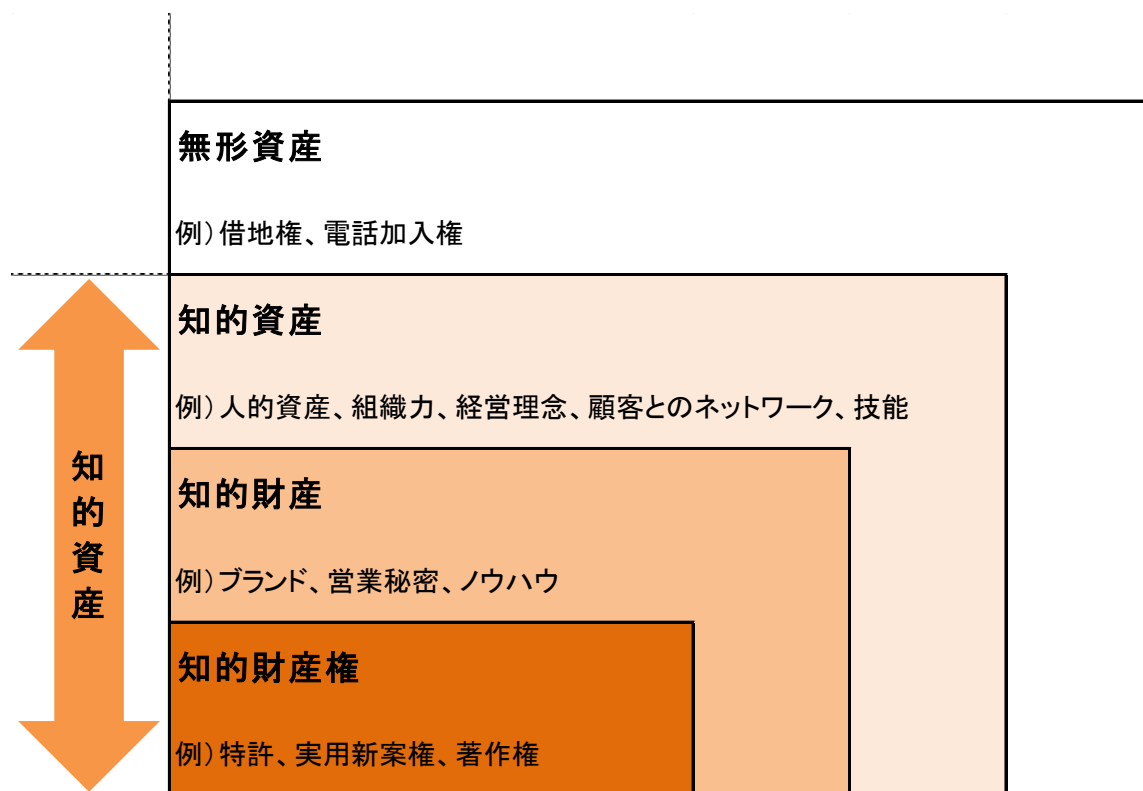 無形資産
例）借地権、電話加入権
知的資産
例）人的資産、組織力、経営理念、顧客とのネットワーク、技能
知的財産
例）ブランド、営業秘密、ノウハウ
知的財産権
例）特許、実用新案権、著作権
知的資産